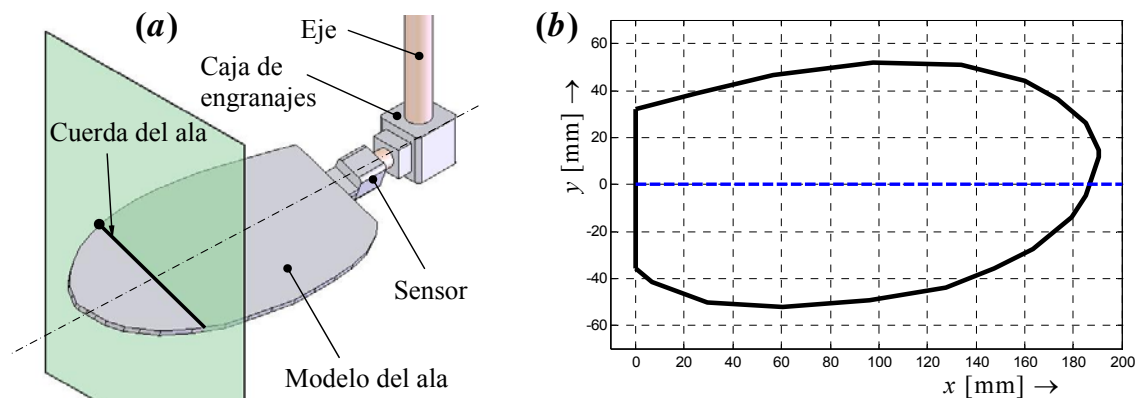 (a)
Eje
Caja de
engranajes
Cuerda del ala
Sensor
Modelo del ala
(b)
y [mm] →
60
40
20
0
-20
-40
-60
0 20 40 60 80 100 120 140 160 180 200
x [mm] →